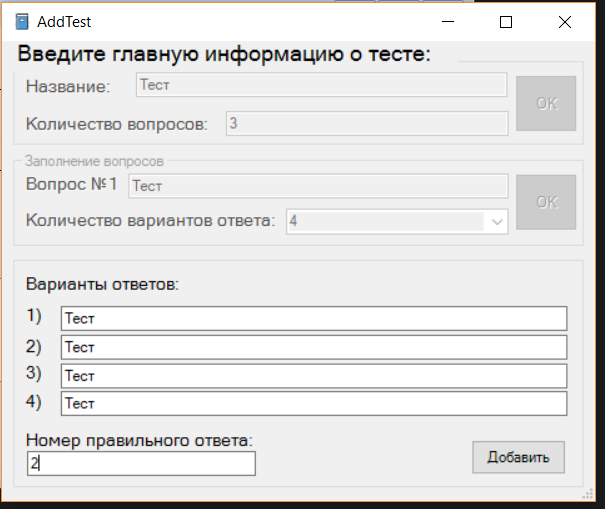 AddTest
Введите главную информацию о тесте:
Название: Тест
OK
Количество вопросов: 3
Заполнение вопросов
Вопрос №1 Тест
OK
Количество вариантов ответа: 4
Варианты ответов:
1) Тест
2) Тест
3) Тест
4) Тест
Номер правильного ответа:
2
Добавить